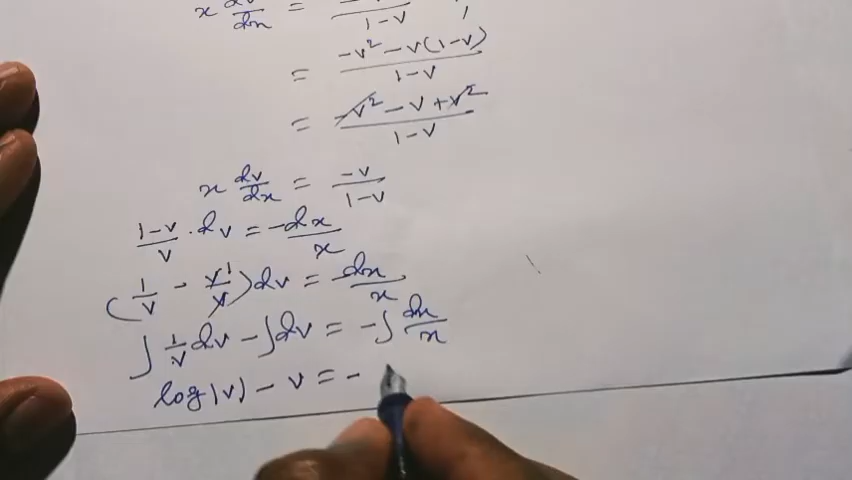 x dv/dx = -v² / 1-v
= -v² - v(1-v) / 1-v
= -v² - v + v² / 1-v
x dv/dx = -v / 1-v
1-v / v . dv = - dx / x
(1/v - v/v) dv = - dx / x
∫ 1/v dv - ∫ dv = - ∫ dx / x
log(v) - v = -